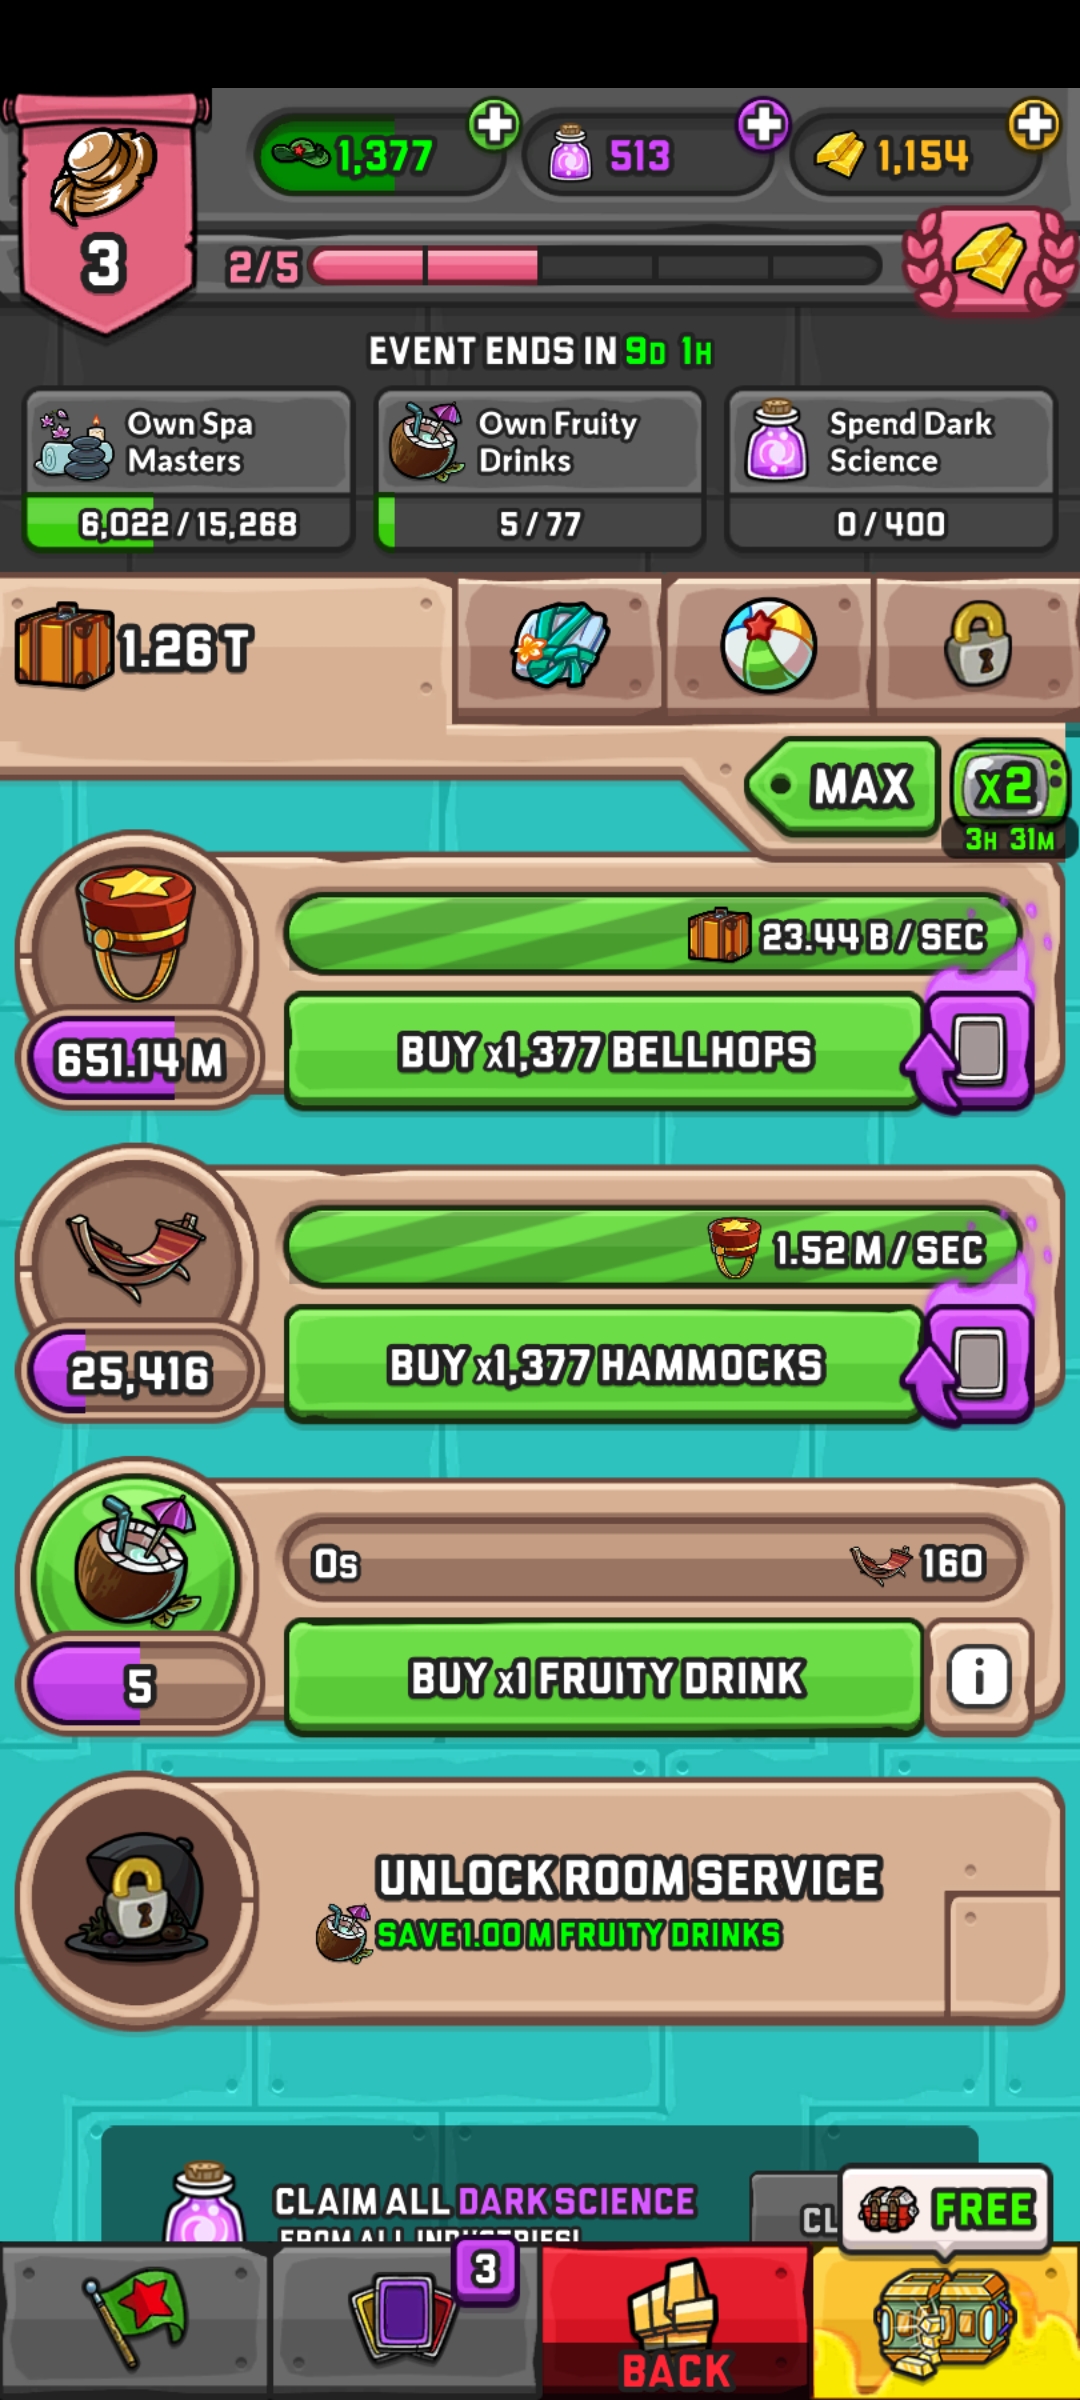 1,377
513
1,154
3
2/5
EVENT ENDS IN 9D 1H
Own Spa
Masters
6,022/15,268
Own Fruity
Drinks
5/77
Spend Dark
Science
0/400
1.26 T
MAX
x2
3H 31M
23.44 B/SEC
651.14 M
BUY x1,377 BELLHOPS
1.52 M/SEC
25,416
BUY x1,377 HAMMOCKS
0s
160
5
BUY x1 FRUITY DRINK
i
UNLOCK ROOM SERVICE
SAVE 1.00 M FRUITY DRINKS
CLAIM ALL DARK SCIENCE
FROM ALL INDUSTRIES!
CL
FREE
3
BACK